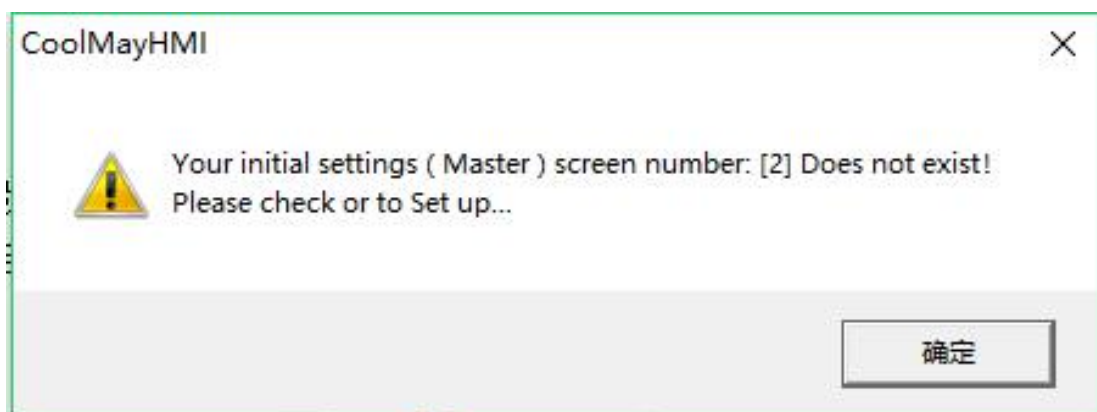 CoolMayHMI
Your initial settings ( Master ) screen number: [2] Does not exist!
Please check or to Set up...
确定